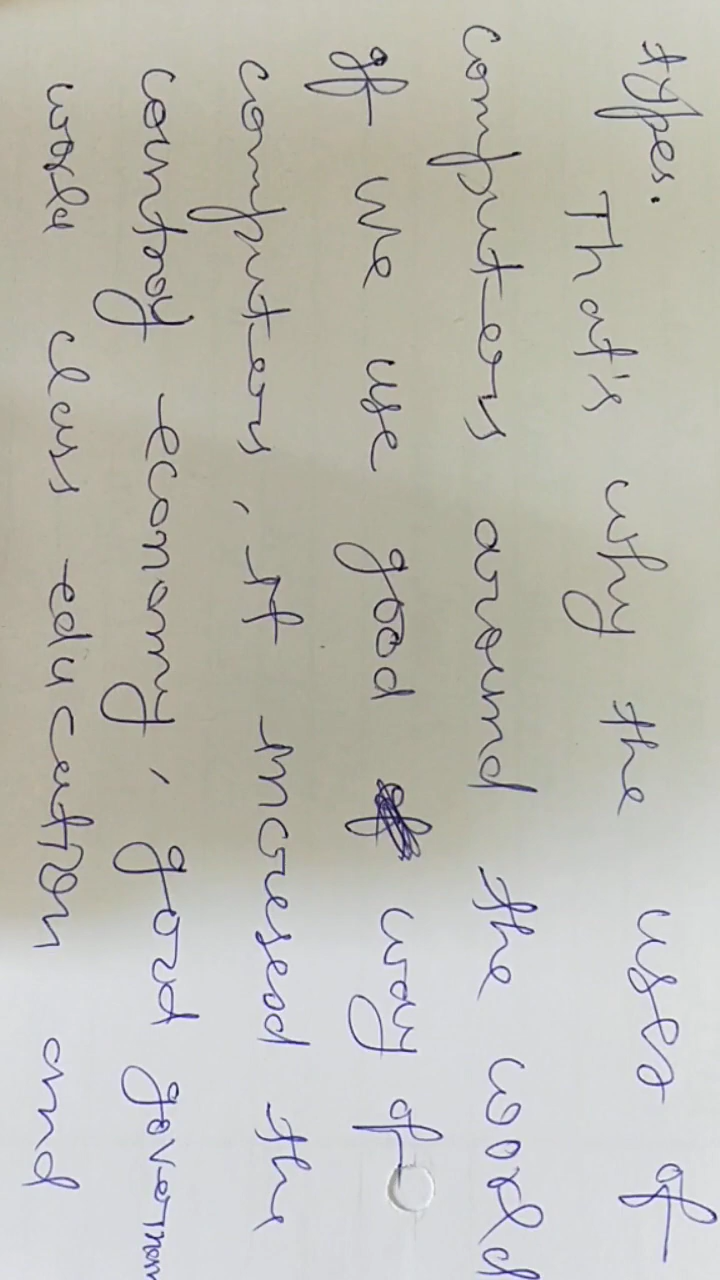 types.
That's why the uses of
computers around the world
if we use good way of
computers, it incresed the
country economy, good governm
world class education and